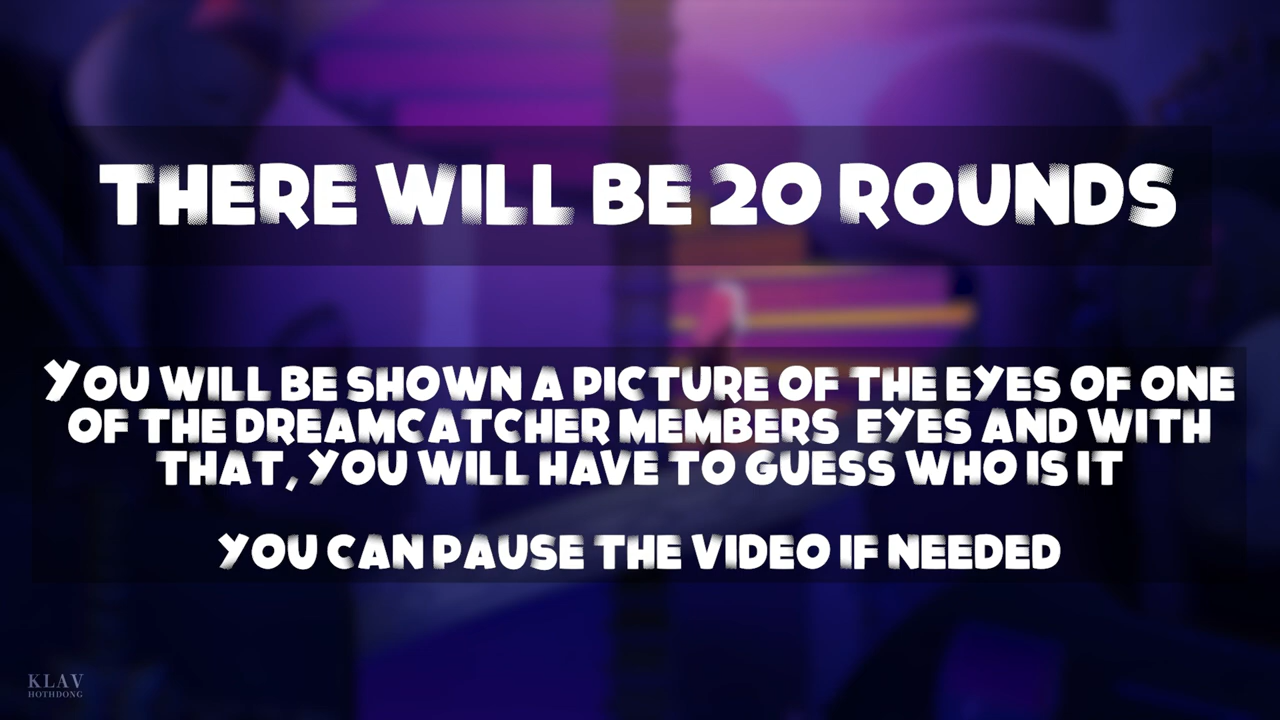 THERE WILL BE 20 ROUNDS
YOU WILL BE SHOWN A PICTURE OF THE EYES OF ONE
OF THE DREAMCATCHER MEMBERS EYES AND WITH
THAT, YOU WILL HAVE TO GUESS WHO IS IT
YOU CAN PAUSE THE VIDEO IF NEEDED
KLAV
HOTHDONG